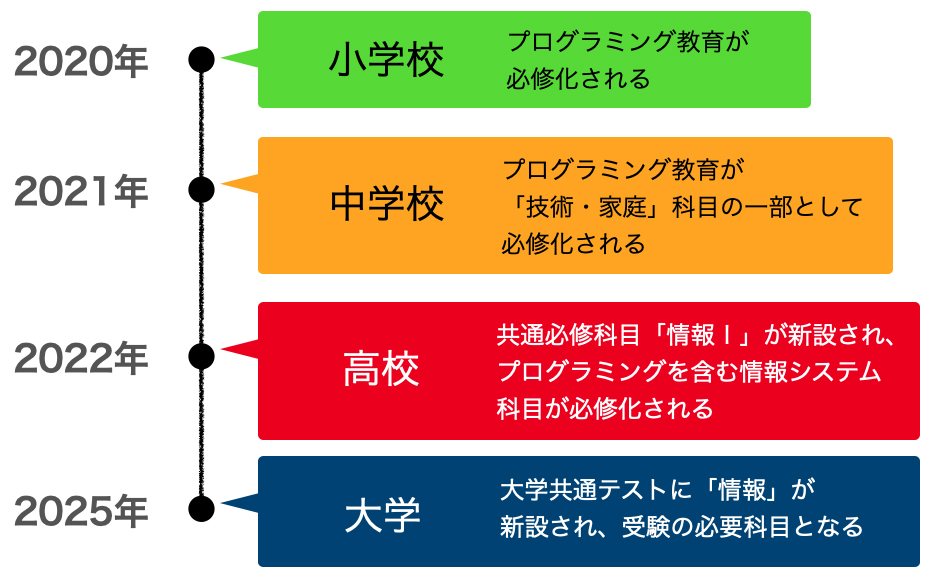 2020年
小学校
プログラミング教育が
必修化される
2021年
中学校
プログラミング教育が
「技術・家庭」科目の一部として
必修化される
2022年
高校
共通必修科目「情報Ⅰ」が新設され、
プログラミングを含む情報システム
科目が必修化される
2025年
大学
大学共通テストに「情報」が
新設され、受験の必要科目となる